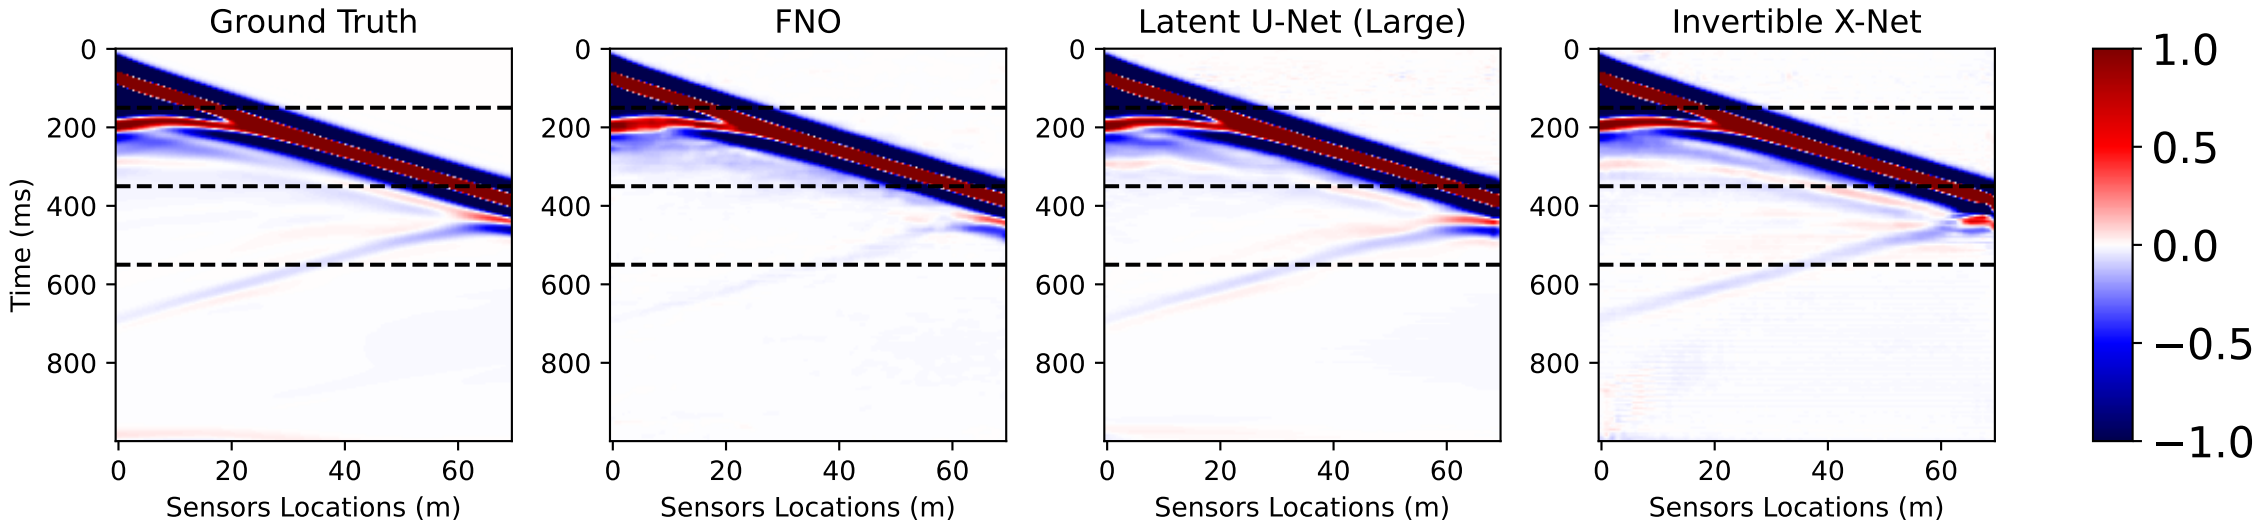 Ground Truth
FNO
Latent U-Net (Large)
Invertible X-Net
Time (ms)
0
200
400
600
800
0 20 40 60
Sensors Locations (m)
0
200
400
600
800
0 20 40 60
Sensors Locations (m)
0
200
400
600
800
0 20 40 60
Sensors Locations (m)
0
200
400
600
800
0 20 40 60
Sensors Locations (m)
1.0
0.5
0.0
−0.5
−1.0